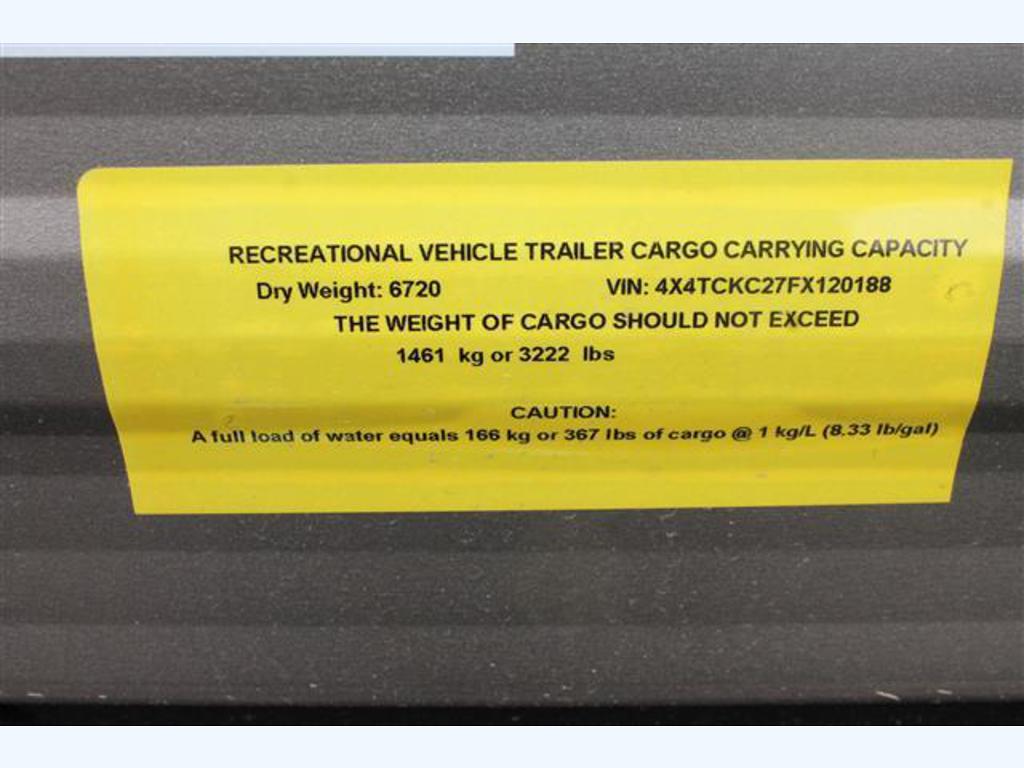 RECREATIONAL VEHICLE TRAILER CARGO CARRYING CAPACITY
Dry Weight: 6720 VIN: 4X4TCKC27FX120188
THE WEIGHT OF CARGO SHOULD NOT EXCEED
1461 kg or 3222 lbs
CAUTION:
A full load of water equals 166 kg or 367 lbs of cargo @ 1 kg/L (8.33 lb/gal)